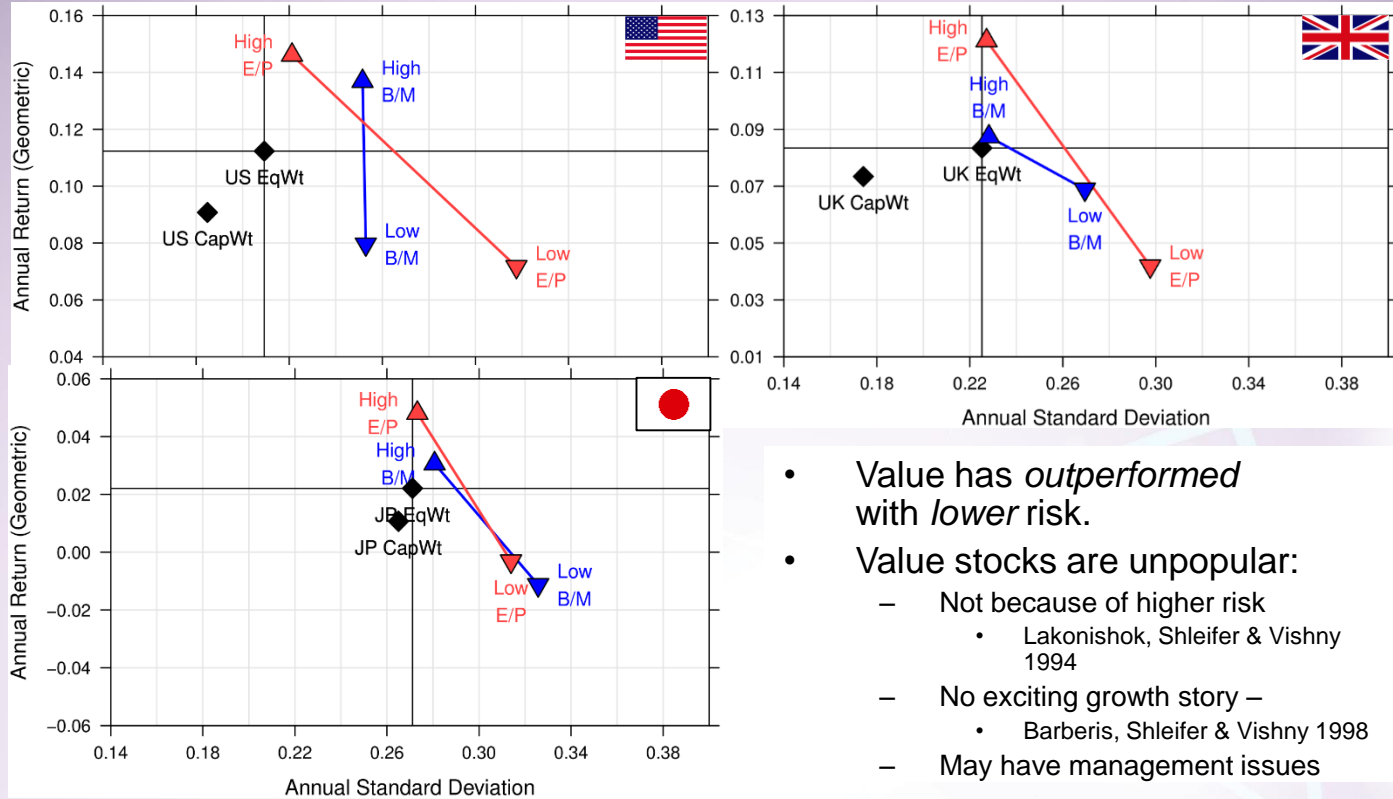 0.16
0.14
0.12
0.10
0.08
0.06
0.04
Annual Return (Geometric)
High
E/P
High
B/M
US EqWt
US CapWt
Low
B/M
Low
E/P
0.13
0.11
0.09
0.07
0.05
0.03
0.01
High
E/P
High
B/M
UK EqWt
UK CapWt
Low
B/M
Low
E/P
0.14
0.18
0.22
0.26
0.30
0.34
0.38
Annual Standard Deviation
0.06
0.04
0.02
0.00
−0.02
−0.04
−0.06
Annual Return (Geometric)
High
E/P
High
B/M
JP EqWt
JP CapWt
Low
E/P
Low
B/M
0.14
0.18
0.22
0.26
0.30
0.34
0.38
Annual Standard Deviation
• Value has outperformed
with lower risk.
• Value stocks are unpopular:
– Not because of higher risk
• Lakonishok, Shleifer & Vishny
1994
– No exciting growth story –
• Barberis, Shleifer & Vishny 1998
– May have management issues